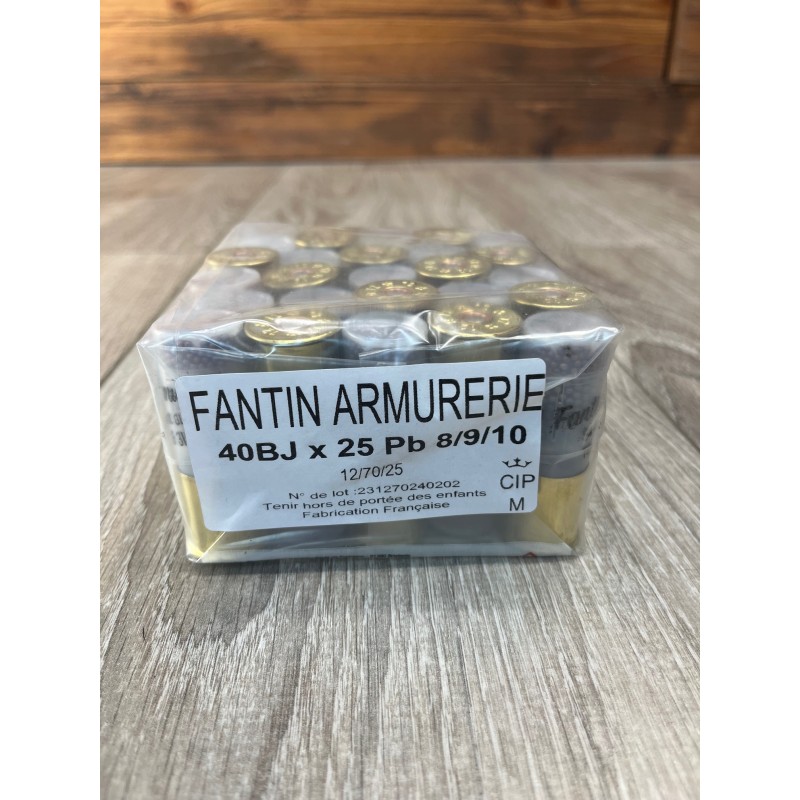 FANTIN ARMURERIE
40BJ x 25 Pb 8/9/10
12/70/25
N° de lot :231270240202
Tenir hors de portée des enfants
Fabrication Française
CIP
M